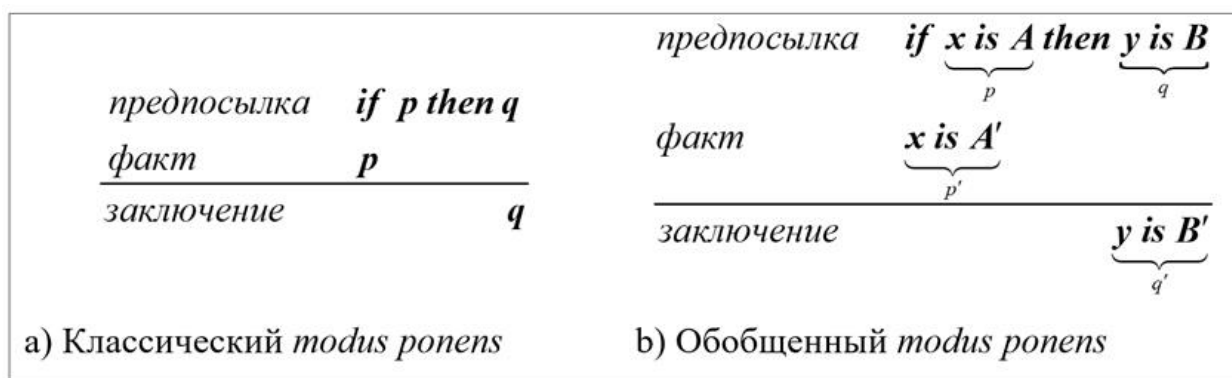 предпосылка if p then q
факт p
заключение q
a) Классический modus ponens
предпосылка if x is A then y is B
p q
факт x is A′
p′
заключение y is B′
q′
b) Обобщенный modus ponens